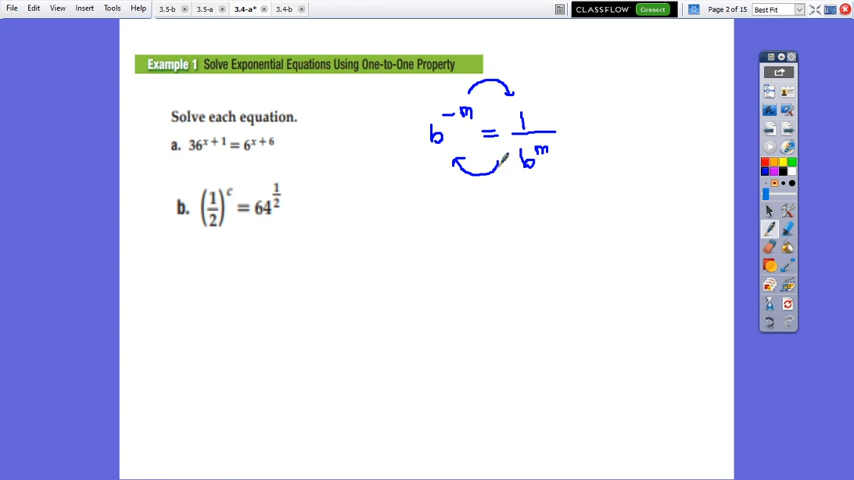 File Edit View Insert Tools Help 3.5-b 3.5-a 3.4-a* 3.4-b CLASSFLOW Connect Page 2 of 15 Best Fit
Example 1 Solve Exponential Equations Using One-to-One Property
Solve each equation.
a. 36^{x + 1} = 6^{x + 6}
b. (1/2)^c = 64^{1/2}
b^{-m} = 1/b^m